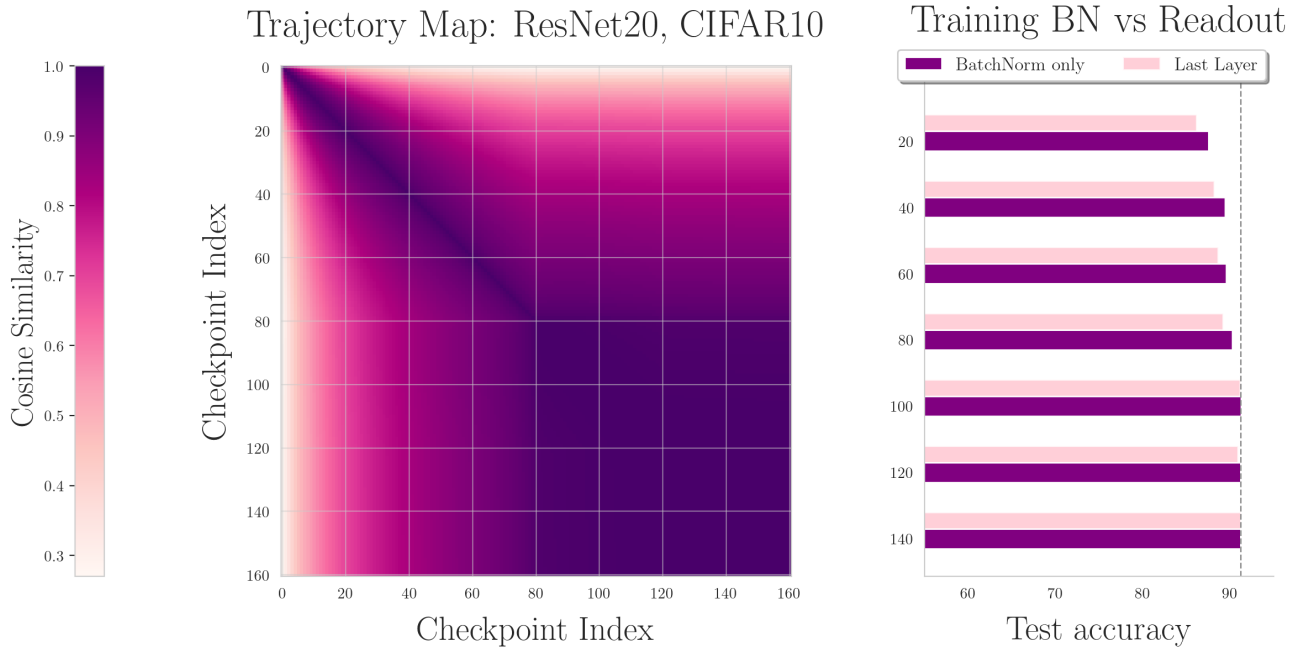 Trajectory Map: ResNet20, CIFAR10
Training BN vs Readout
Cosine Similarity
1.0
0.9
0.8
0.7
0.6
0.5
0.4
0.3
Checkpoint Index
0
20
40
60
80
100
120
140
160
0 20 40 60 80 100 120 140 160
Checkpoint Index
BatchNorm only Last Layer
20
40
60
80
100
120
140
60 70 80 90
Test accuracy